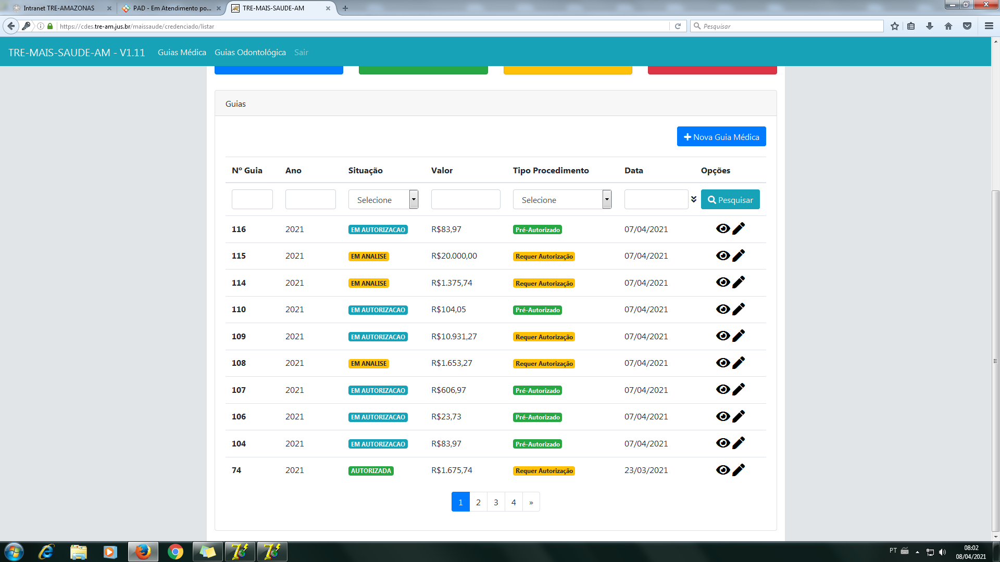 Intranet TRE-AMAZONAS
PAD - Em Atendimento po...
TRE-MAIS-SAUDE-AM
https://cdes.tre-am.jus.br/maissaude/credenciado/listar
Pesquisar
TRE-MAIS-SAUDE-AM - V1.11 Guias Médica Guias Odontológica Sair
Guias
Nova Guia Médica
Nº Guia Ano Situação Valor Tipo Procedimento Data Opções
Selecione Selecione Pesquisar
116 2021 EM AUTORIZACAO R$83,97 Pré-Autorizado 07/04/2021
115 2021 EM ANALISE R$20.000,00 Requer Autorização 07/04/2021
114 2021 EM ANALISE R$1.375,74 Requer Autorização 07/04/2021
110 2021 EM AUTORIZACAO R$104,05 Pré-Autorizado 07/04/2021
109 2021 EM AUTORIZACAO R$10.931,27 Requer Autorização 07/04/2021
108 2021 EM ANALISE R$1.653,27 Requer Autorização 07/04/2021
107 2021 EM AUTORIZACAO R$606,97 Pré-Autorizado 07/04/2021
106 2021 EM AUTORIZACAO R$23,73 Pré-Autorizado 07/04/2021
104 2021 EM AUTORIZACAO R$83,97 Pré-Autorizado 07/04/2021
74 2021 AUTORIZADA R$1.675,74 Requer Autorização 23/03/2021
1 2 3 4 »
PT
08:02
08/04/2021